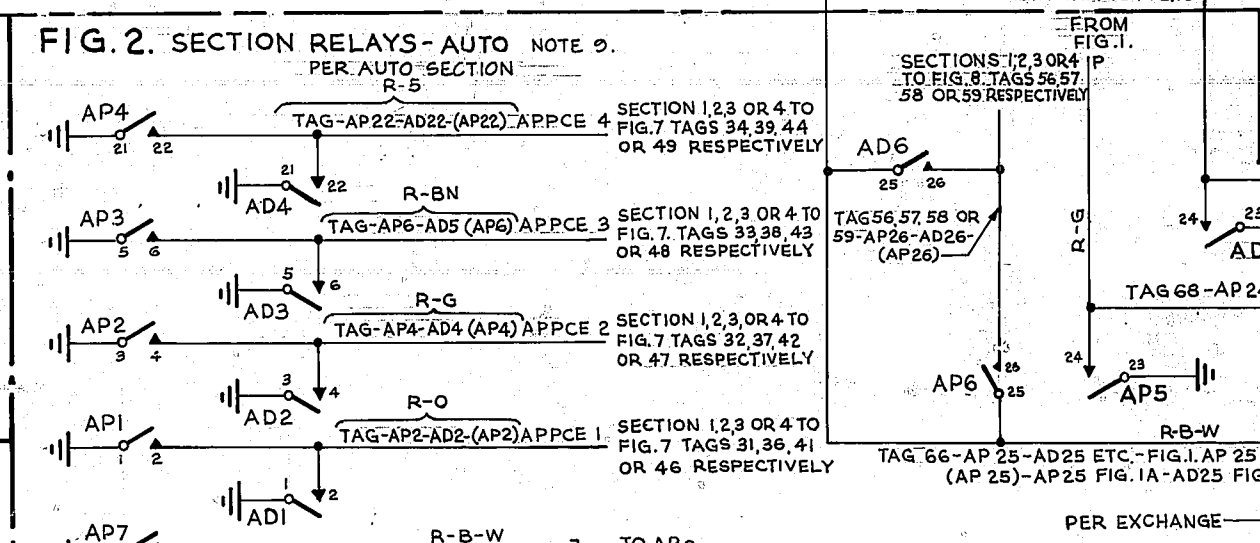 FIG. 2. SECTION RELAYS-AUTO NOTE 9.
PER AUTO SECTION
R-S
AP4
21 22
TAG-AP22-AD22-(AP22) APPCE 4
SECTION 1,2,3 OR 4 TO
FIG.7 TAGS 34,39,44
OR 49 RESPECTIVELY
21
22
AD4
R-BN
AP3
5 6
TAG-AP6-AD5 (AP6) APPCE 3
SECTION 1,2,3 OR 4 TO
FIG.7. TAGS 33,38,43
OR 48 RESPECTIVELY
5
6
AD3
R-G
AP2
3 4
TAG-AP4-AD4 (AP4) APPCE 2
SECTION 1,2,3,OR 4 TO
FIG.7 TAGS 32,37,42
OR 47 RESPECTIVELY
3
4
AD2
R-O
AP1
1 2
TAG-AP2-AD2-(AP2) APPCE 1
SECTION 1,2,3 OR 4 TO
FIG.7 TAGS 31,36,41
OR 46 RESPECTIVELY
1
2
AD1
AP7
R-B-W
FROM
FIG.1.
P
SECTIONS 1,2,3 OR 4
TO FIG.8.TAGS 56,57
58 OR 59 RESPECTIVELY
AD6
25 26
TAG 56,57,58 OR
59-AP26-AD26-
(AP26)
R-G
24
25
AD
TAG 68-AP 24
AP6
26
25
24
23
AP5
R-B-W
TAG 66-AP 25-AD25 ETC.-FIG.1. AP 25
(AP 25)-AP25 FIG.1A-AD25 FIG
PER EXCHANGE